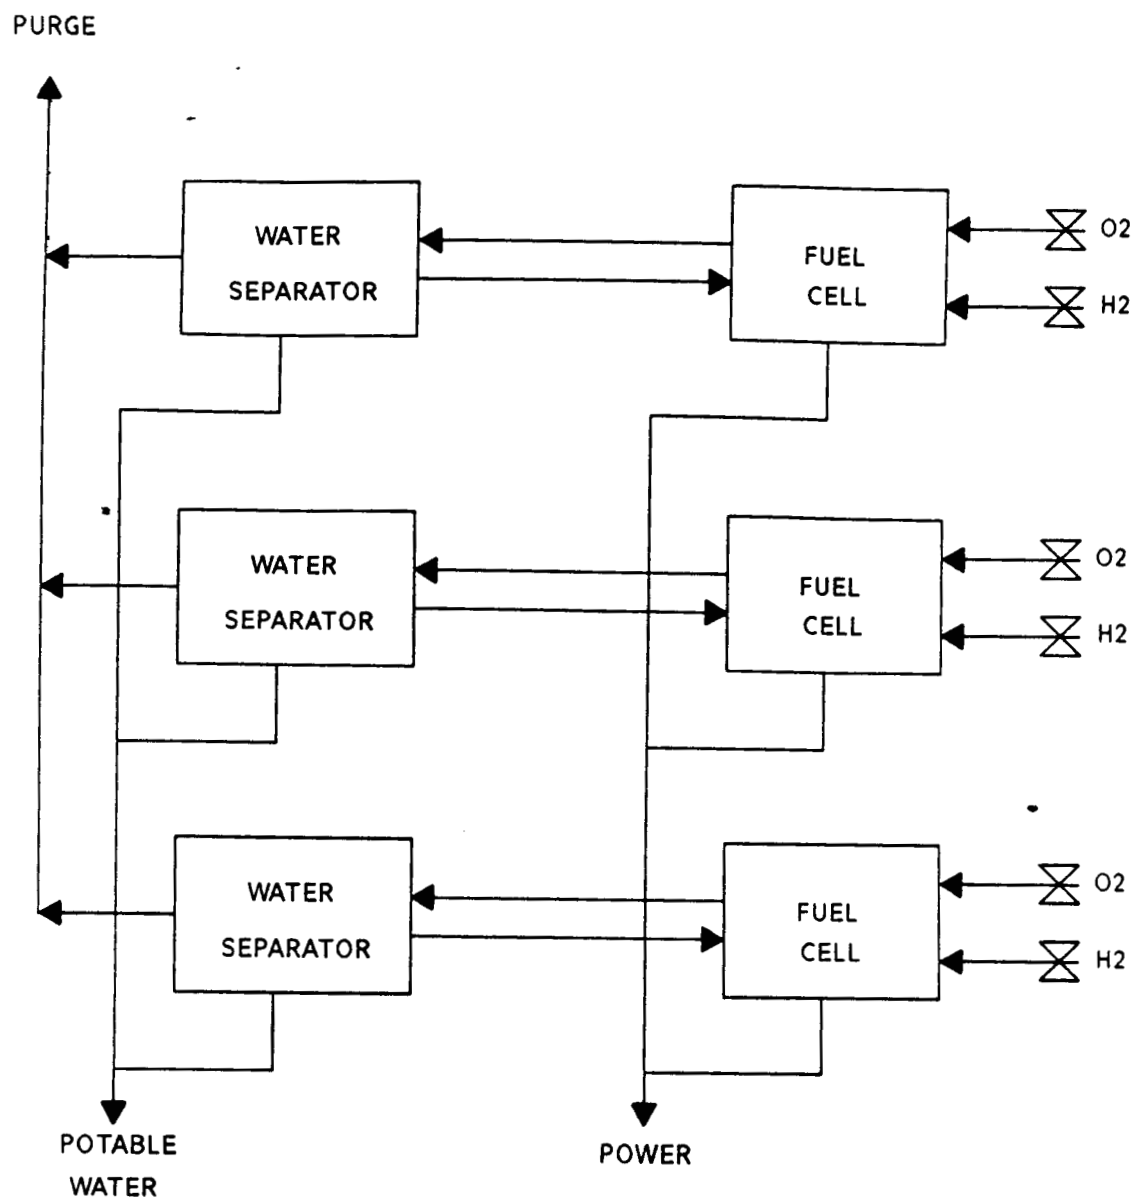 PURGE
WATER
SEPARATOR
FUEL
CELL
O2
H2
WATER
SEPARATOR
FUEL
CELL
O2
H2
WATER
SEPARATOR
FUEL
CELL
O2
H2
POTABLE
WATER
POWER